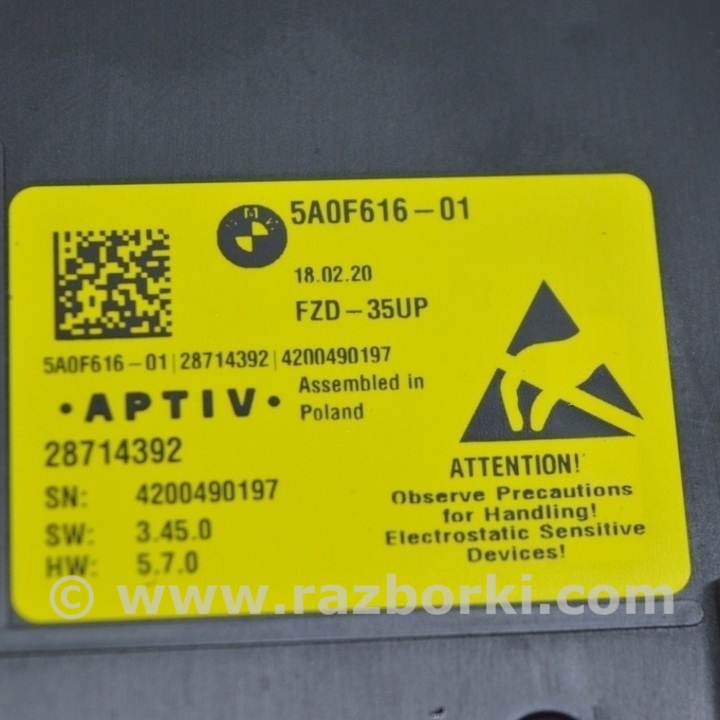 5A0F616-01
18.02.20
FZD-35UP
5A0F616-01|28714392|4200490197
•APTIV• Assembled in
Poland
28714392
SN: 4200490197
SW: 3.45.0
HW: 5.7.0
ATTENTION!
Observe Precautions
for Handling!
Electrostatic Sensitive
Devices!
© www.razborki.com